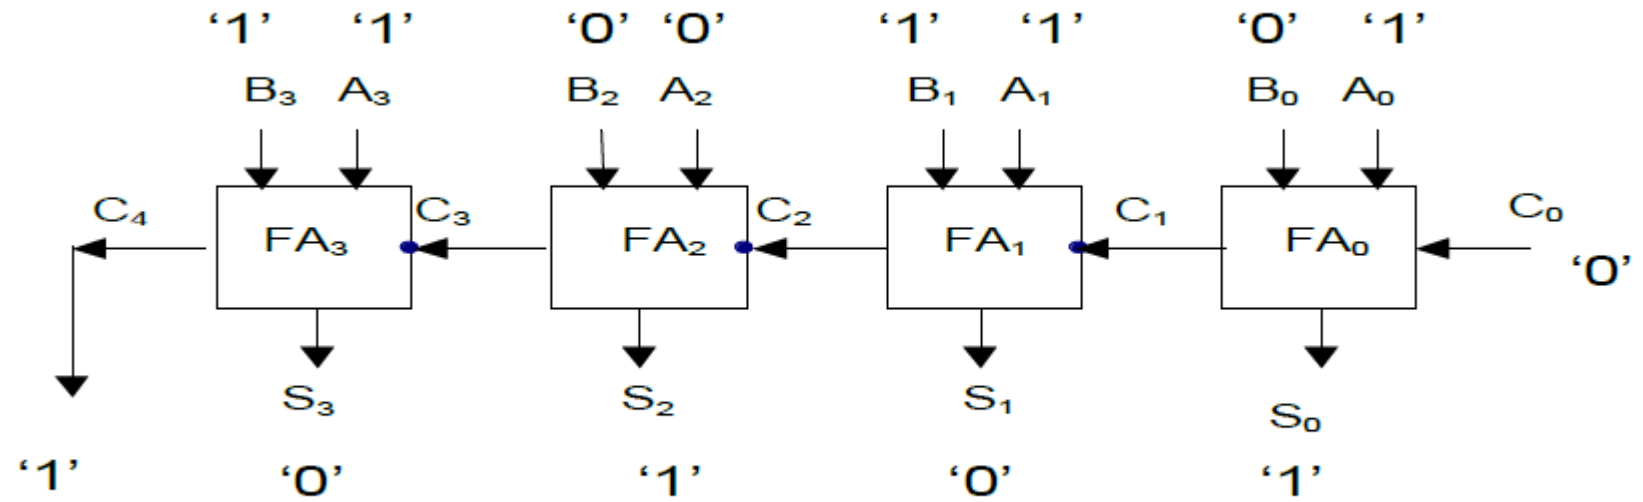 ‘1’ ‘1’ ‘0’ ‘0’ ‘1’ ‘1’ ‘0’ ‘1’
B₃ A₃ B₂ A₂ B₁ A₁ B₀ A₀
C₄ C₃ C₂ C₁ C₀
FA₃ FA₂ FA₁ FA₀
‘0’
S₃ S₂ S₁ S₀
‘1’ ‘0’ ‘1’ ‘0’ ‘1’